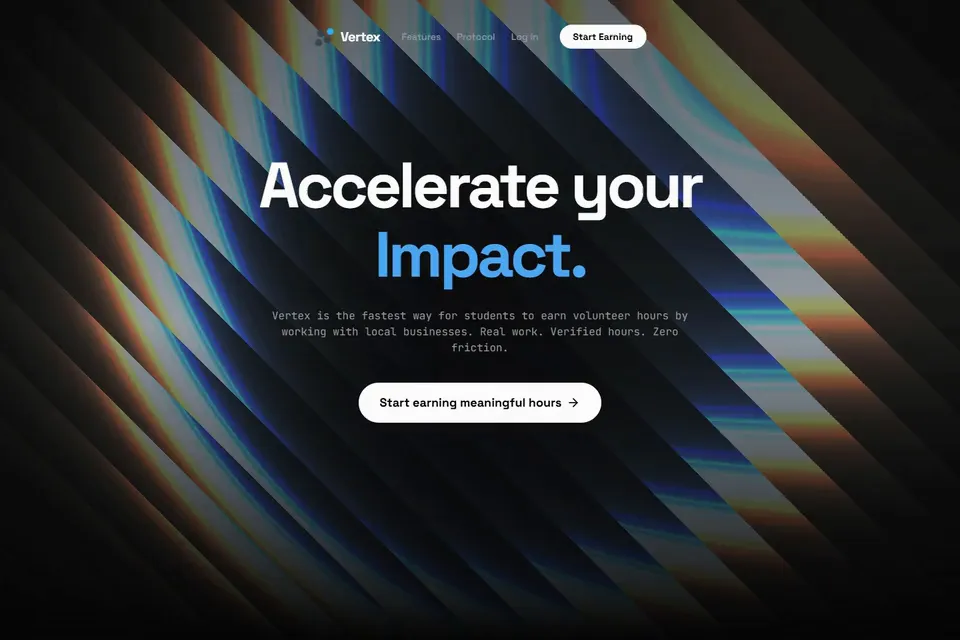 Vertex Features Protocol Log in Start Earning
Accelerate your
Impact.
Vertex is the fastest way for students to earn volunteer hours by
working with local businesses. Real work. Verified hours. Zero
friction.
Start earning meaningful hours →